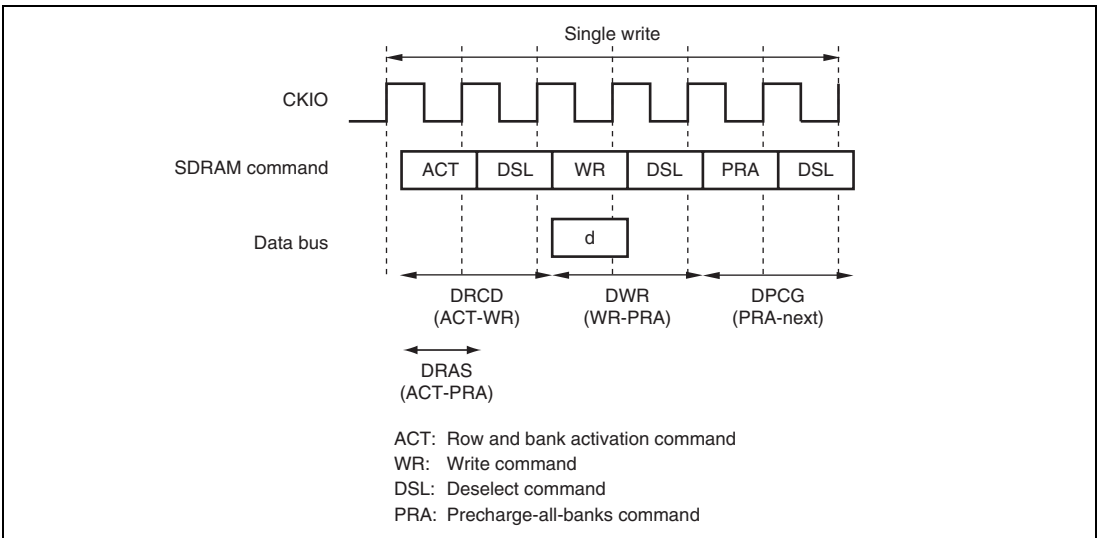 Single write
CKIO
SDRAM command
ACT DSL WR DSL PRA DSL
Data bus
d
DRCD DWR DPCG
(ACT-WR) (WR-PRA) (PRA-next)
DRAS
(ACT-PRA)
ACT: Row and bank activation command
WR: Write command
DSL: Deselect command
PRA: Precharge-all-banks command